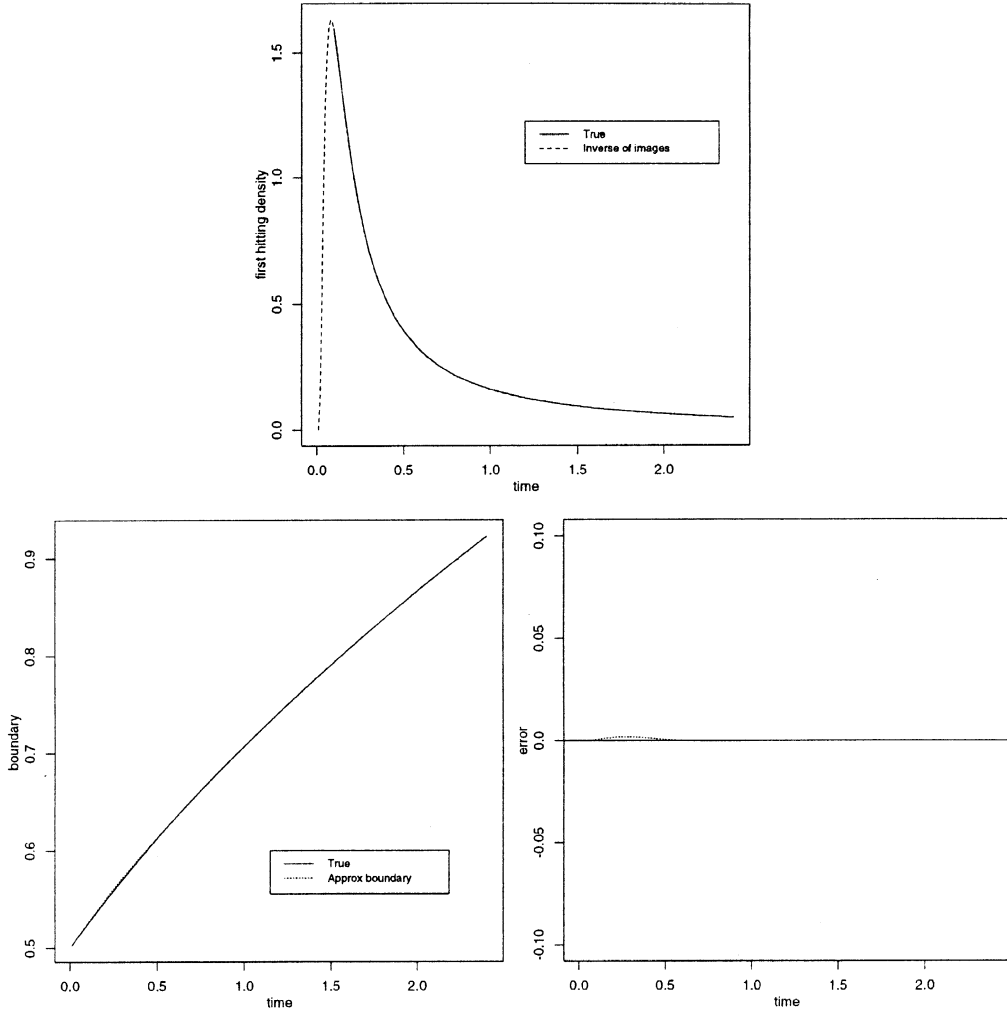 first hitting density
1.5
1.0
0.5
0.0
True
Inverse of images
0.0 0.5 1.0 1.5 2.0
time
boundary
0.9
0.8
0.7
0.6
0.5
True
Approx boundary
0.0 0.5 1.0 1.5 2.0
time
error
0.10
0.05
0.0
-0.05
-0.10
0.0 0.5 1.0 1.5 2.0
time